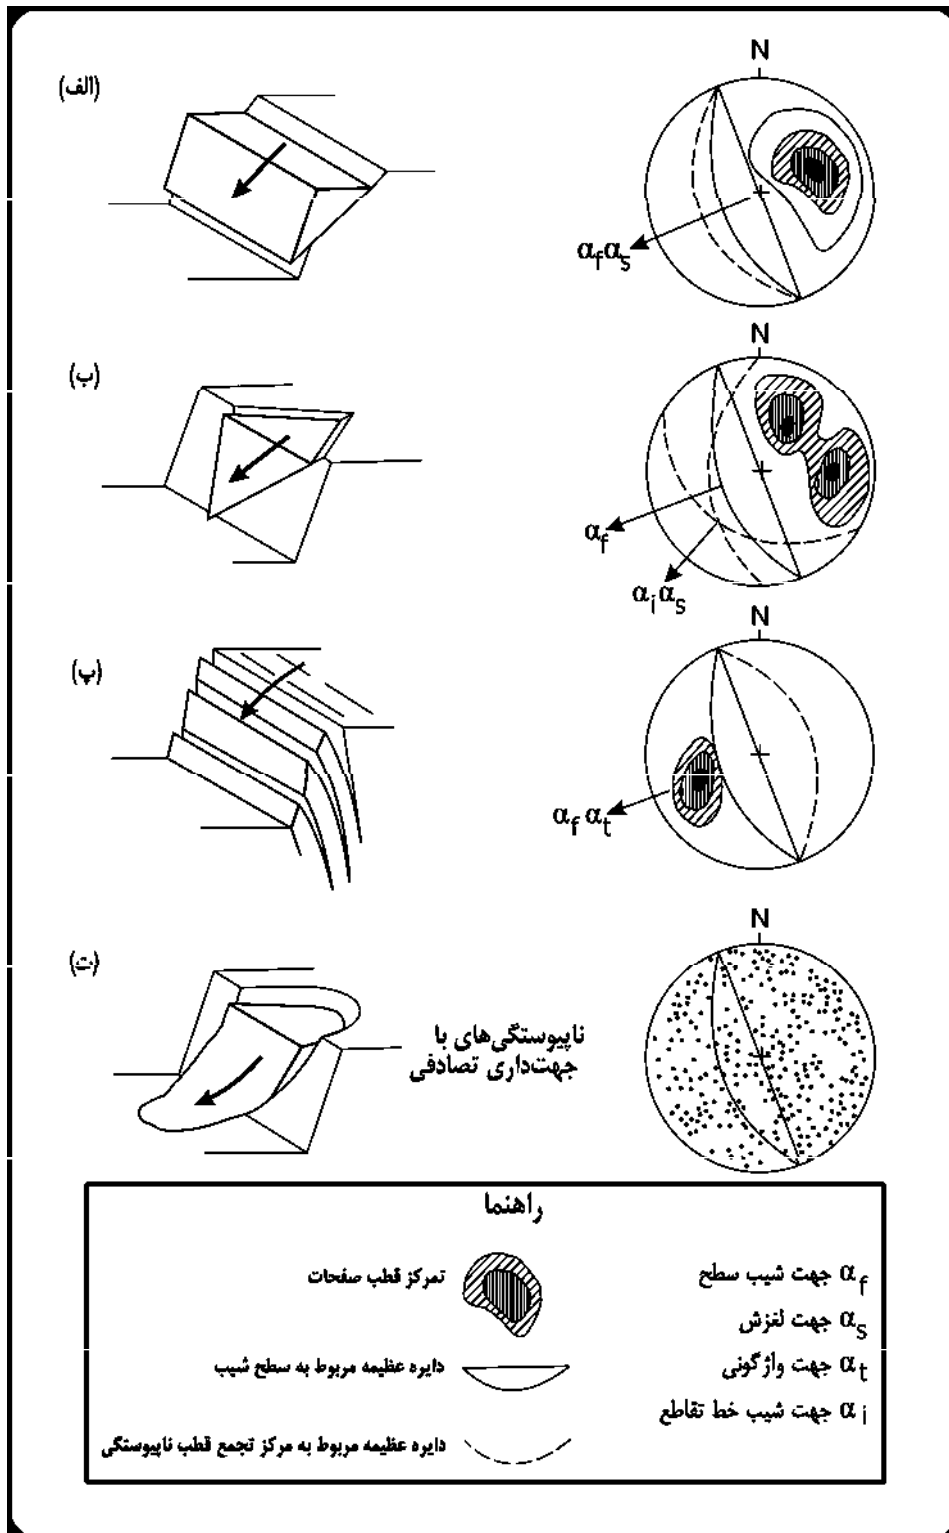 (الف)
N
αfαs
(ب)
N
αf
αiαs
(پ)
N
αf αt
(ت)
N
ناپیوستگی‌های با
جهت‌داری تصادفی
راهنما
αf جهت شیب سطح
αs جهت لغزش
αt جهت واژگونی
αi جهت شیب خط تقاطع
تمرکز قطب صفحات
دایره عظیمه مربوط به سطح شیب
دایره عظیمه مربوط به مرکز تجمع قطب ناپیوستگی